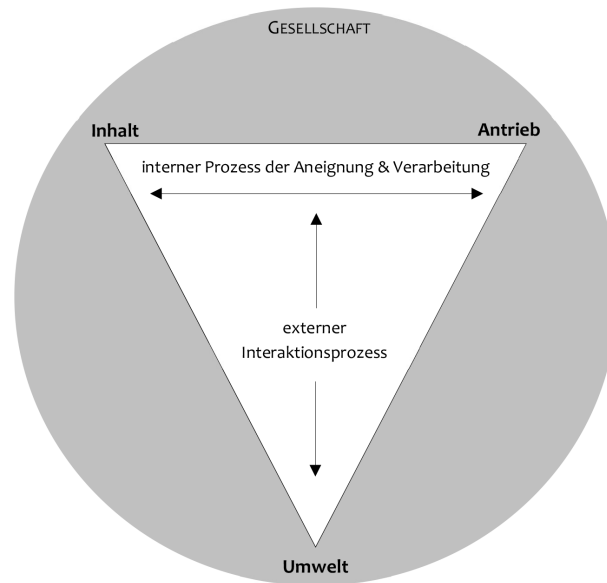 GESELLSCHAFT
Inhalt
Antrieb
interner Prozess der Aneignung & Verarbeitung
externer
Interaktionsprozess
Umwelt